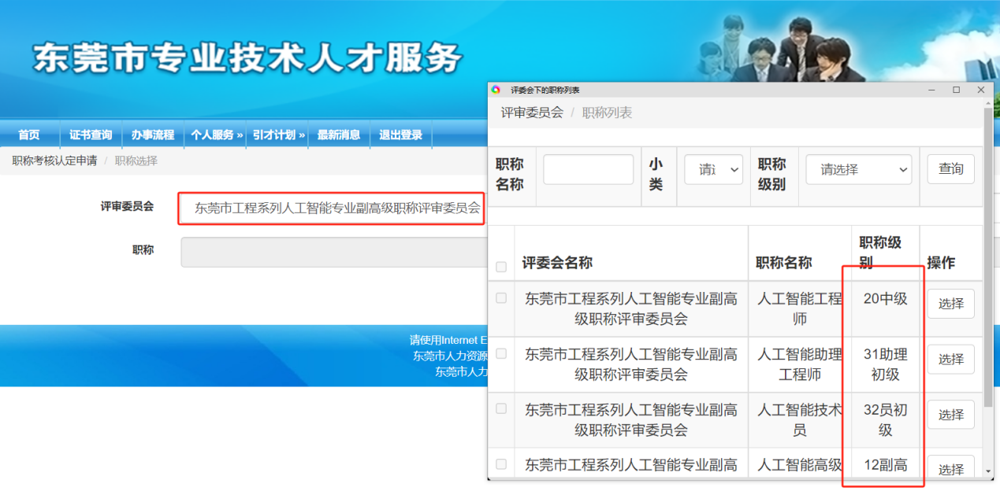 东莞市专业技术人才服务
首页 证书查询 办事流程 个人服务 » 引才计划 » 最新消息 退出登录
职称考核认定申请 / 职称选择
评审委员会 东莞市工程系列人工智能专业副高级职称评审委员会
职称
请使用Internet E
东莞市人力资源
东莞市人力
评委会下的职称列表
评审委员会 / 职称列表
职称
名称
小
类
请
职称
级别
请选择
查询
评委会名称
职称名称
职称级
别
操作
东莞市工程系列人工智能专业副高
级职称评审委员会
人工智能工程
师
20中级
选择
东莞市工程系列人工智能专业副高
级职称评审委员会
人工智能助理
工程师
31助理
初级
选择
东莞市工程系列人工智能专业副高
级职称评审委员会
人工智能技术
员
32员初
级
选择
东莞市工程系列人工智能专业副高
人工智能高级
12副高
选择